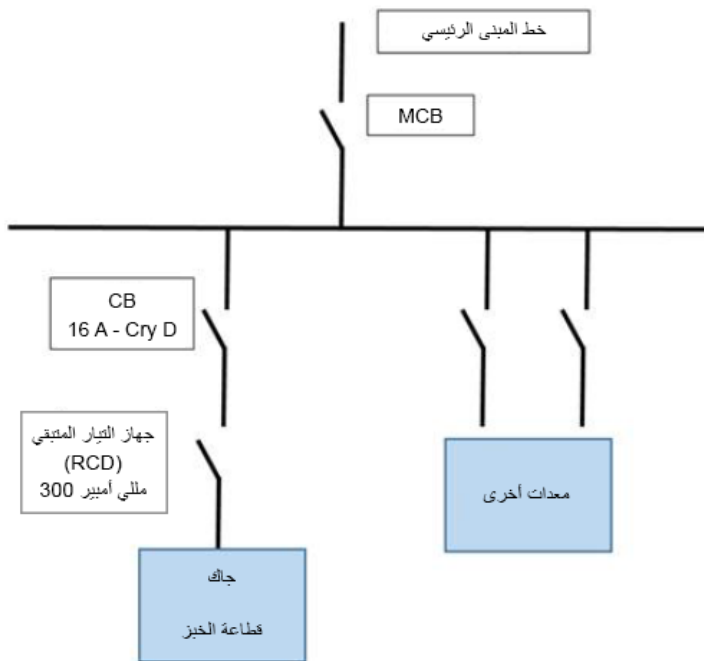 خط المبنى الرئيسي
MCB
CB
16 A - Cry D
جهاز التيار المتبقي
(RCD)
300 مللي أمبير
معدات أخرى
جاك
قطاعة الخبز